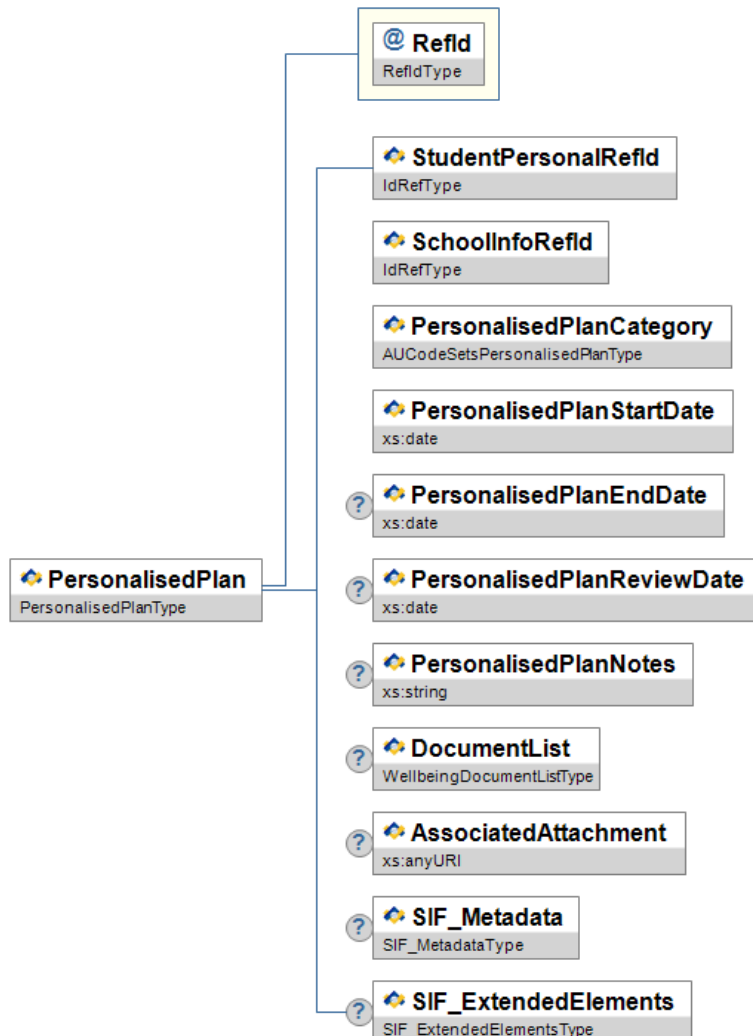 @ RefId
RefIdType
StudentPersonalRefId
IdRefType
SchoolInfoRefId
IdRefType
PersonalisedPlanCategory
AUCodeSetsPersonalisedPlanType
PersonalisedPlanStartDate
xs:date
? PersonalisedPlanEndDate
xs:date
PersonalisedPlan
PersonalisedPlanType
? PersonalisedPlanReviewDate
xs:date
? PersonalisedPlanNotes
xs:string
? DocumentList
WellbeingDocumentListType
? AssociatedAttachment
xs:anyURI
? SIF_Metadata
SIF_MetadataType
? SIF_ExtendedElements
SIF_ExtendedElementsType